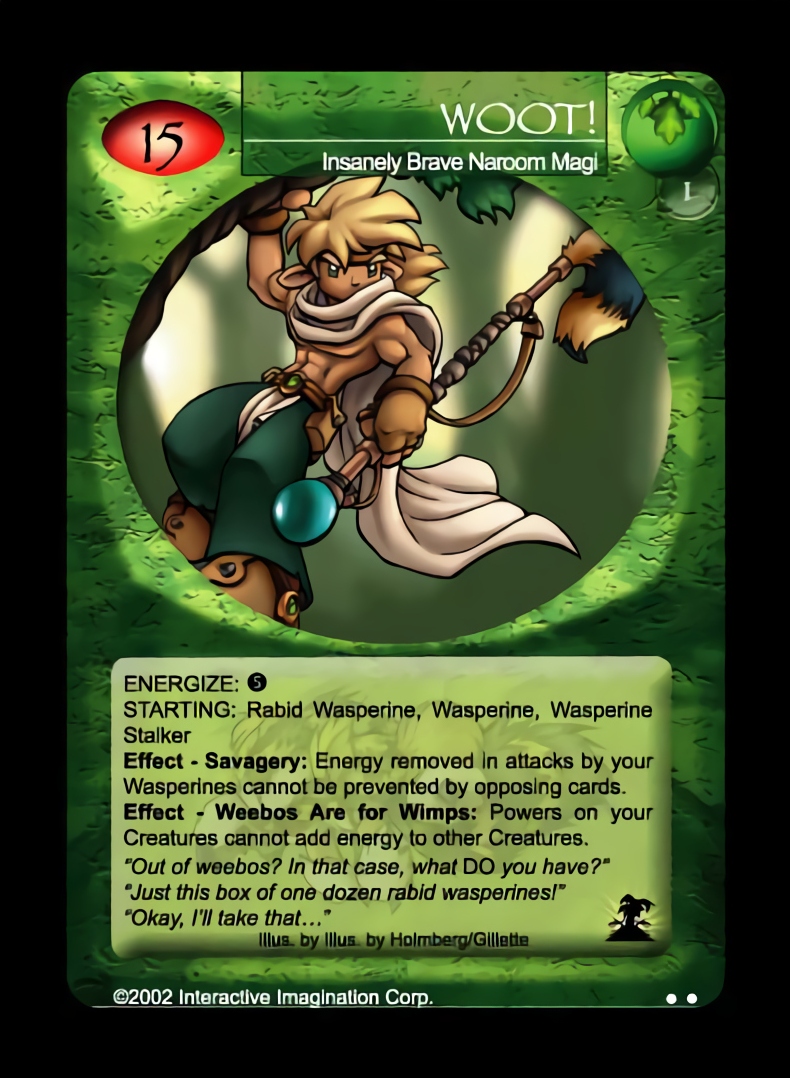 15
WOOT!
Insanely Brave Naroom Magi
L
ENERGIZE: 5
STARTING: Rabid Wasperine, Wasperine, Wasperine
Stalker
Effect - Savagery: Energy removed in attacks by your
Wasperines cannot be prevented by opposing cards.
Effect - Weebos Are for Wimps: Powers on your
Creatures cannot add energy to other Creatures.
"Out of weebos? In that case, what DO you have?"
"Just this box of one dozen rabid wasperines!"
"Okay, I'll take that..."
Illus. by Illus. by Holmberg/Gillette
©2002 Interactive Imagination Corp.